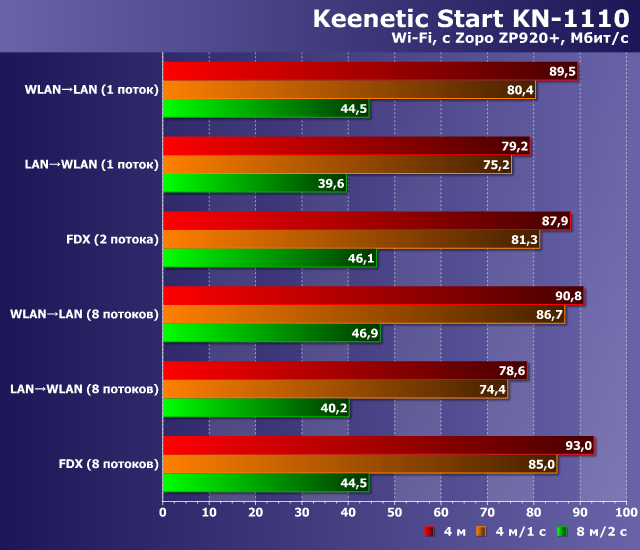 Keenetic Start KN-1110
Wi-Fi, с Zopo ZP920+, Мбит/с
WLAN→LAN (1 поток)
89,5
80,4
44,5
LAN→WLAN (1 поток)
79,2
75,2
39,6
FDX (2 потока)
87,9
81,3
46,1
WLAN→LAN (8 потоков)
90,8
86,7
46,9
LAN→WLAN (8 потоков)
78,6
74,4
40,2
FDX (8 потоков)
93,0
85,0
44,5
0 10 20 30 40 50 60 70 80 90 100
4 м 4 м/1 с 8 м/2 с